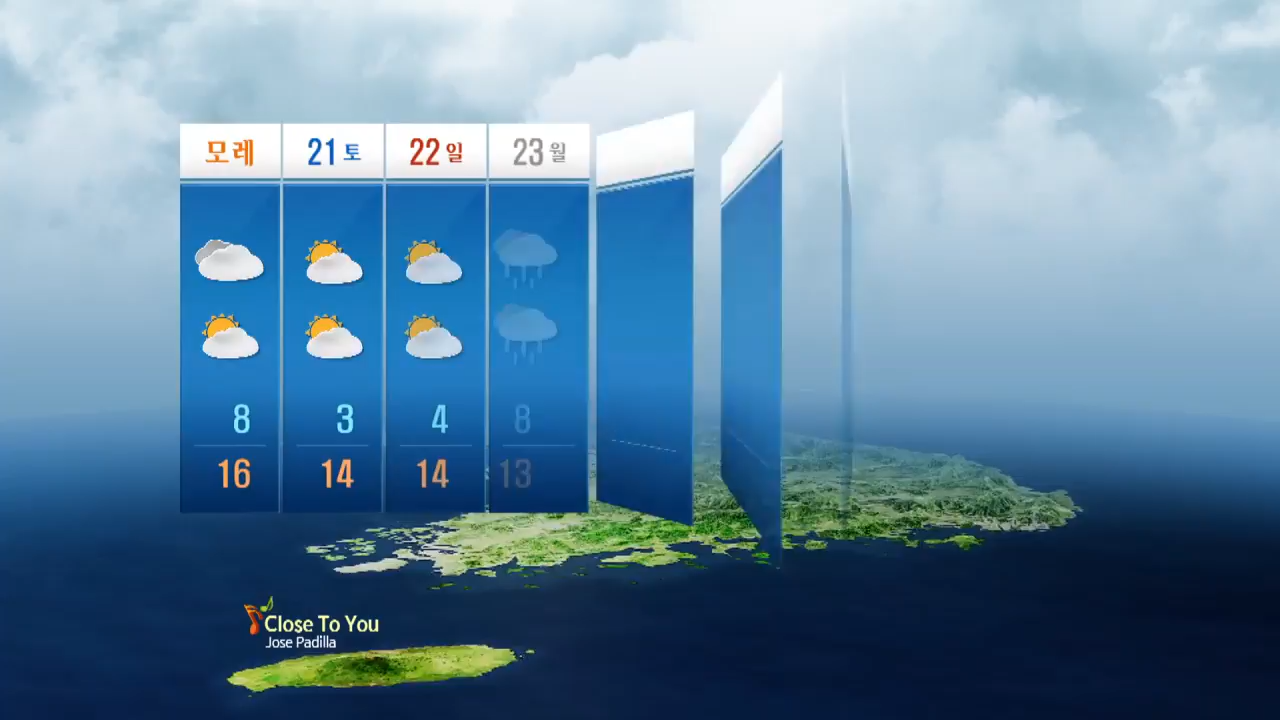 모레 21 토 22 일 23 월
8 3 4 8
16 14 14 13
Close To You
Jose Padilla